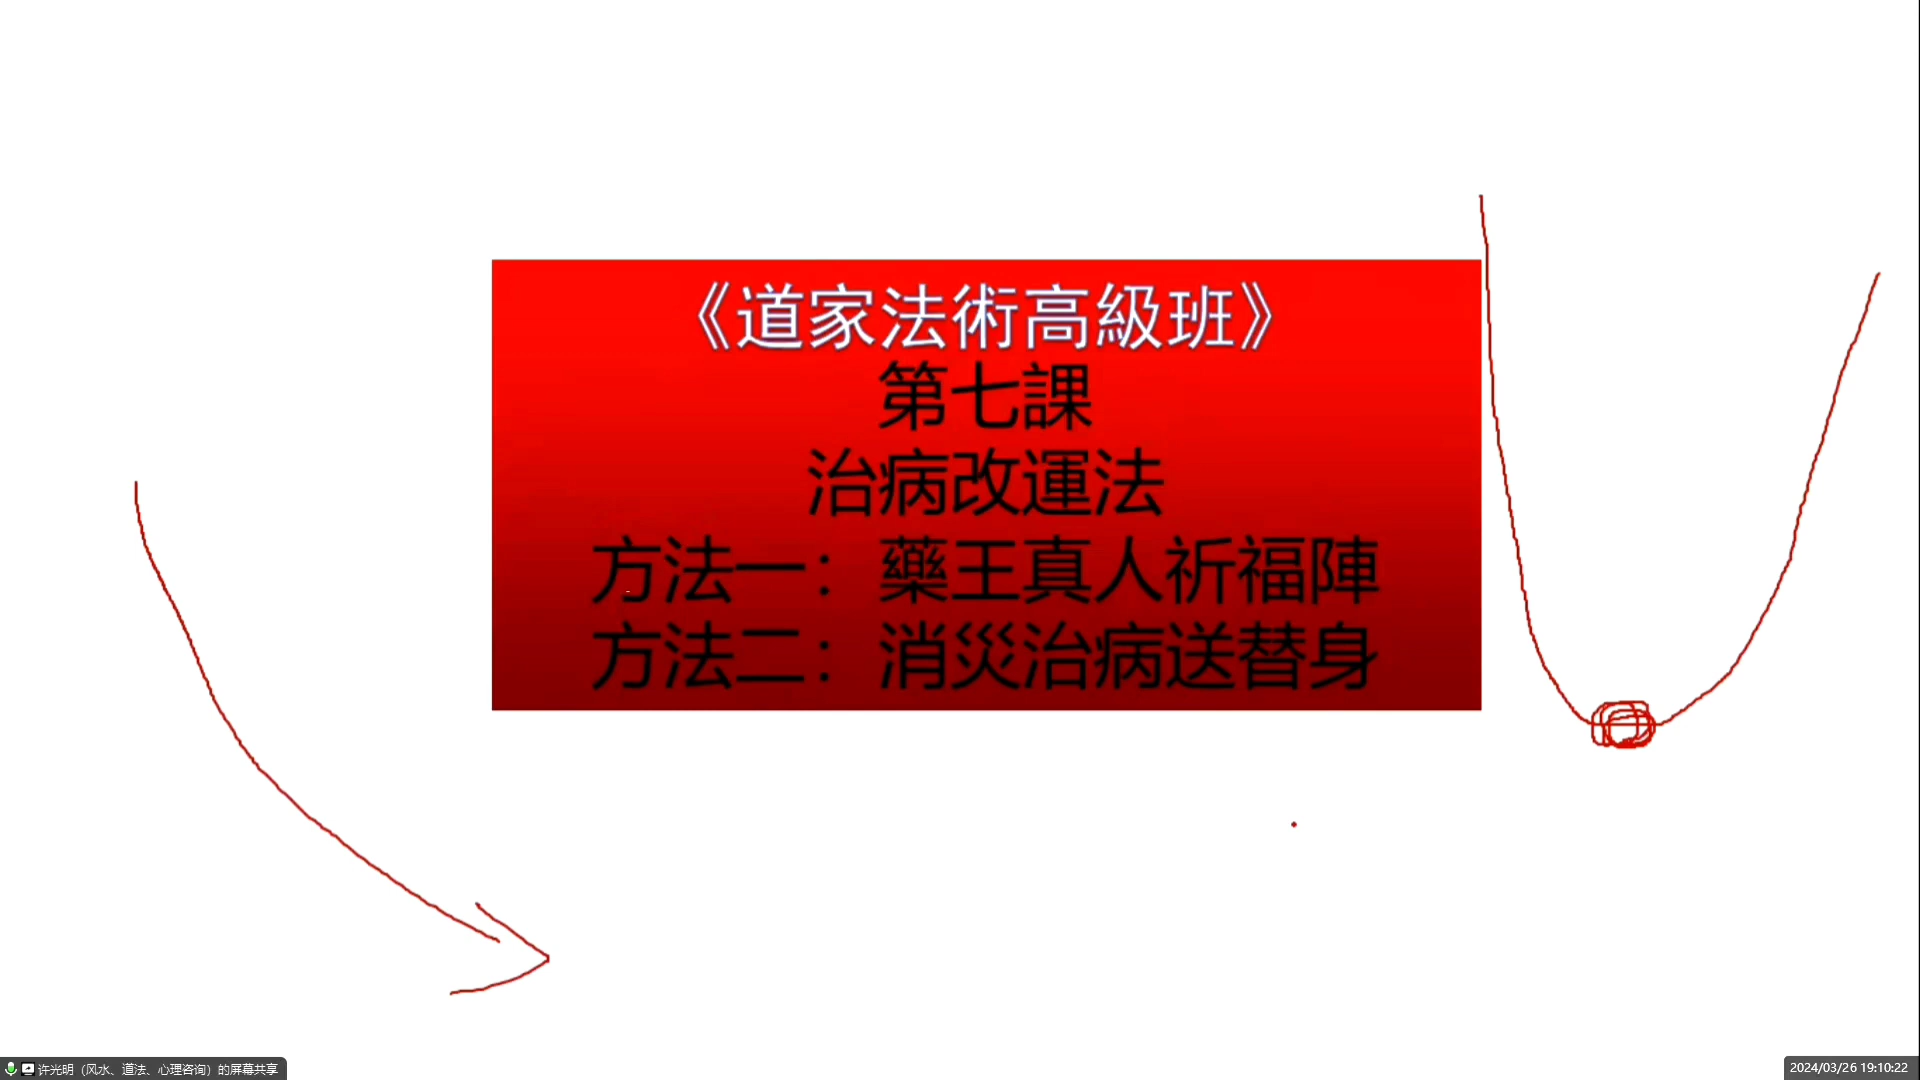 《道家法術高級班》
第七課
治病改運法
方法一：藥王真人祈福陣
方法二：消災治病送替身
许光明（风水、道法、心理咨询）的屏幕共享
2024/03/26 19:10:22